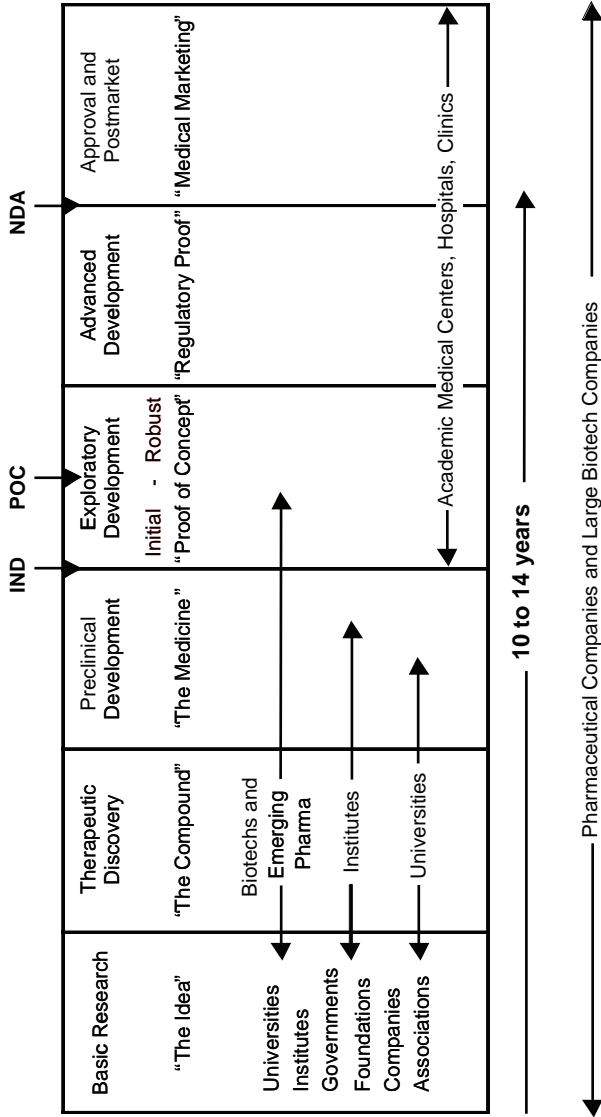 IND
POC
NDA
Basic Research
Therapeutic
Discovery
Preclinical
Development
Exploratory
Development
Advanced
Development
Approval and
Postmarket
"The Idea"
"The Compound"
"The Medicine"
Initial - Robust
"Proof of Concept"
"Regulatory Proof"
"Medical Marketing"
Universities
Institutes
Governments
Foundations
Companies
Associations
Biotechs and
Emerging
Pharma
Institutes
Universities
Academic Medical Centers, Hospitals, Clinics
10 to 14 years
Pharmaceutical Companies and Large Biotech Companies